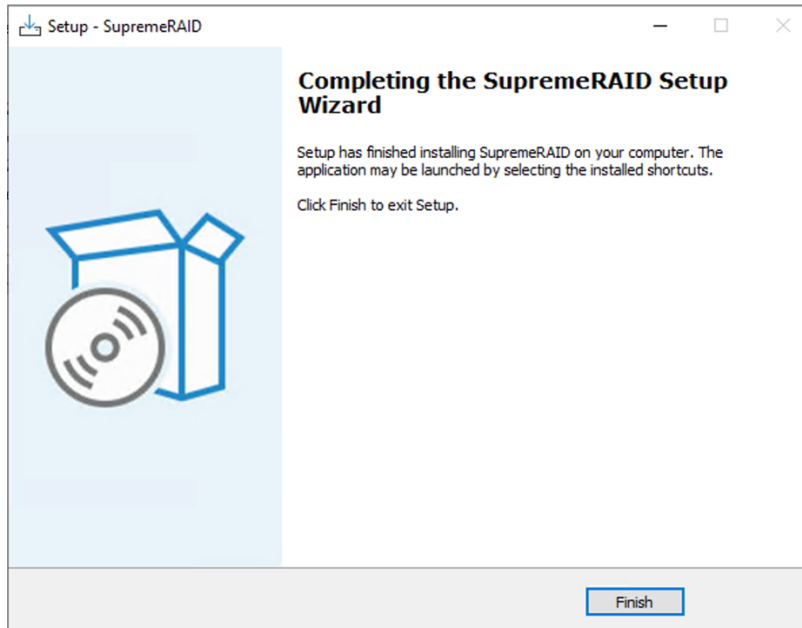 Setup - SupremeRAID
Completing the SupremeRAID Setup
Wizard
Setup has finished installing SupremeRAID on your computer. The
application may be launched by selecting the installed shortcuts.
Click Finish to exit Setup.
Finish